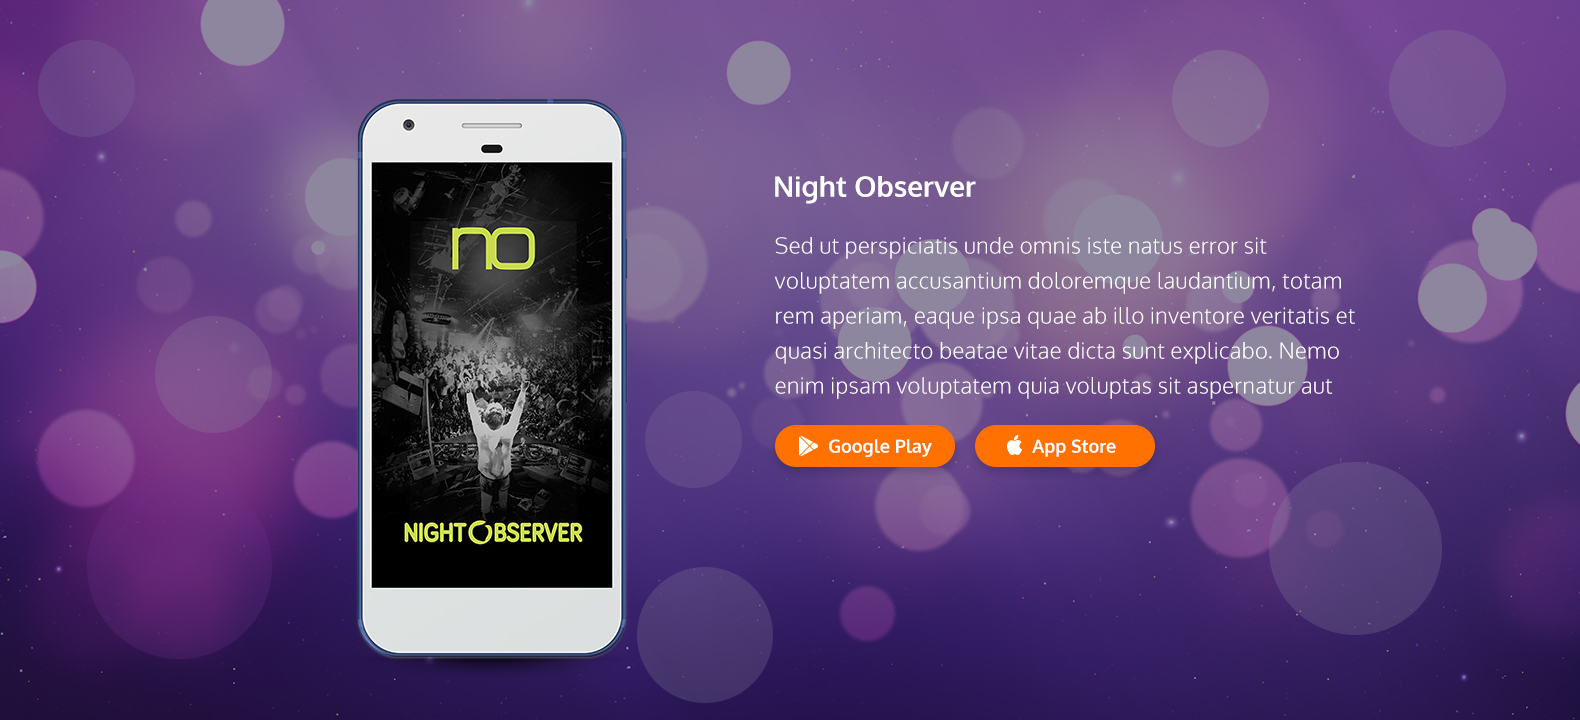 no
NIGHT OBSERVER
Night Observer
Sed ut perspiciatis unde omnis iste natus error sit
voluptatem accusantium doloremque laudantium, totam
rem aperiam, eaque ipsa quae ab illo inventore veritatis et
quasi architecto beatae vitae dicta sunt explicabo. Nemo
enim ipsam voluptatem quia voluptas sit aspernatur aut
Google Play
App Store